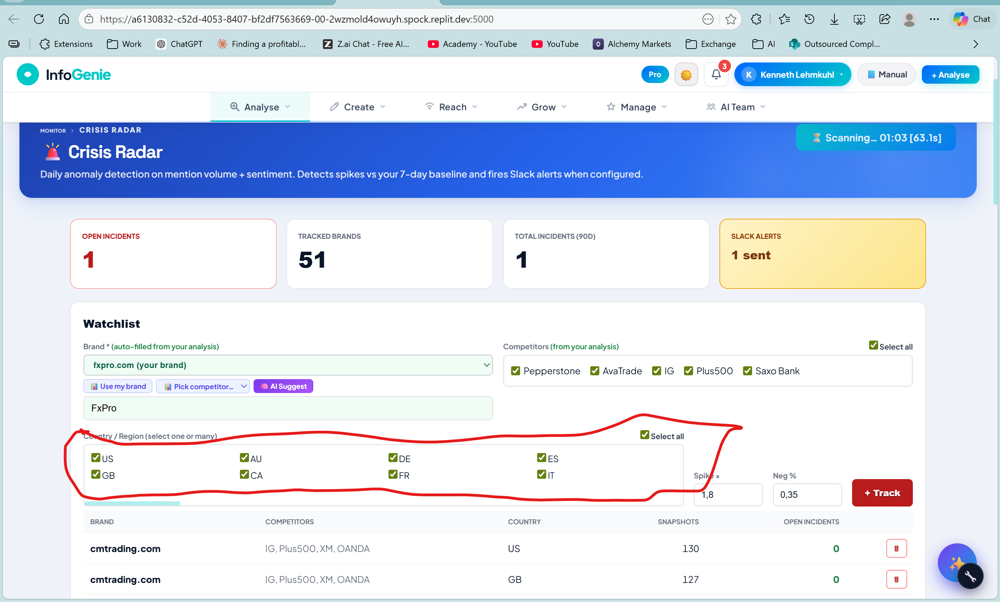 https://a6130832-c52d-4053-8407-bf2df7563669-00-2wzmold4owuyh.spock.replit.dev:5000
Chat
Extensions
Work
ChatGPT
Finding a profitabl...
Z.ai Chat - Free AI...
Academy - YouTube
YouTube
Alchemy Markets
Exchange
AI
Outsourced Compl...
InfoGenie
Pro
3
K Kenneth Lehmkuhl
Manual
+ Analyse
Analyse
Create
Reach
Grow
Manage
AI Team
MONITOR › CRISIS RADAR
Crisis Radar
Scanning... 01:03 [63.1s]
Daily anomaly detection on mention volume + sentiment. Detects spikes vs your 7-day baseline and fires Slack alerts when configured.
OPEN INCIDENTS
1
TRACKED BRANDS
51
TOTAL INCIDENTS (90D)
1
SLACK ALERTS
1 sent
Watchlist
Brand * (auto-filled from your analysis)
Competitors (from your analysis)
Select all
fxpro.com (your brand)
Pepperstone AvaTrade IG Plus500 Saxo Bank
Use my brand
Pick competitor...
AI Suggest
FxPro
Country / Region (select one or many)
Select all
US AU DE ES
GB CA FR IT
Spike ×
Neg %
1,8
0,35
+ Track
BRAND COMPETITORS COUNTRY SNAPSHOTS OPEN INCIDENTS
cmtrading.com IG, Plus500, XM, OANDA US 130 0
cmtrading.com IG, Plus500, XM, OANDA GB 127 0